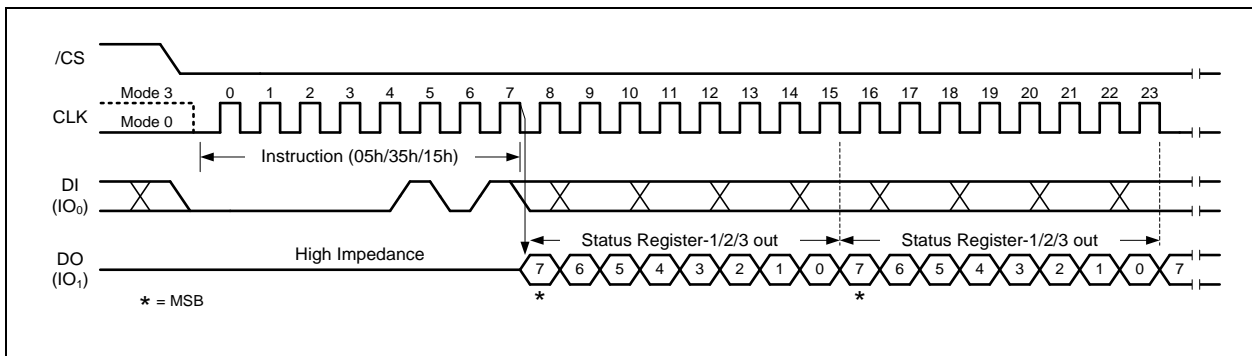 /CS
Mode 3
0 1 2 3 4 5 6 7 8 9 10 11 12 13 14 15 16 17 18 19 20 21 22 23
CLK
Mode 0
Instruction (05h/35h/15h)
DI
(IO₀)
Status Register-1/2/3 out Status Register-1/2/3 out
High Impedance
DO
(IO₁)
7 6 5 4 3 2 1 0 7 6 5 4 3 2 1 0 7
* *
* = MSB